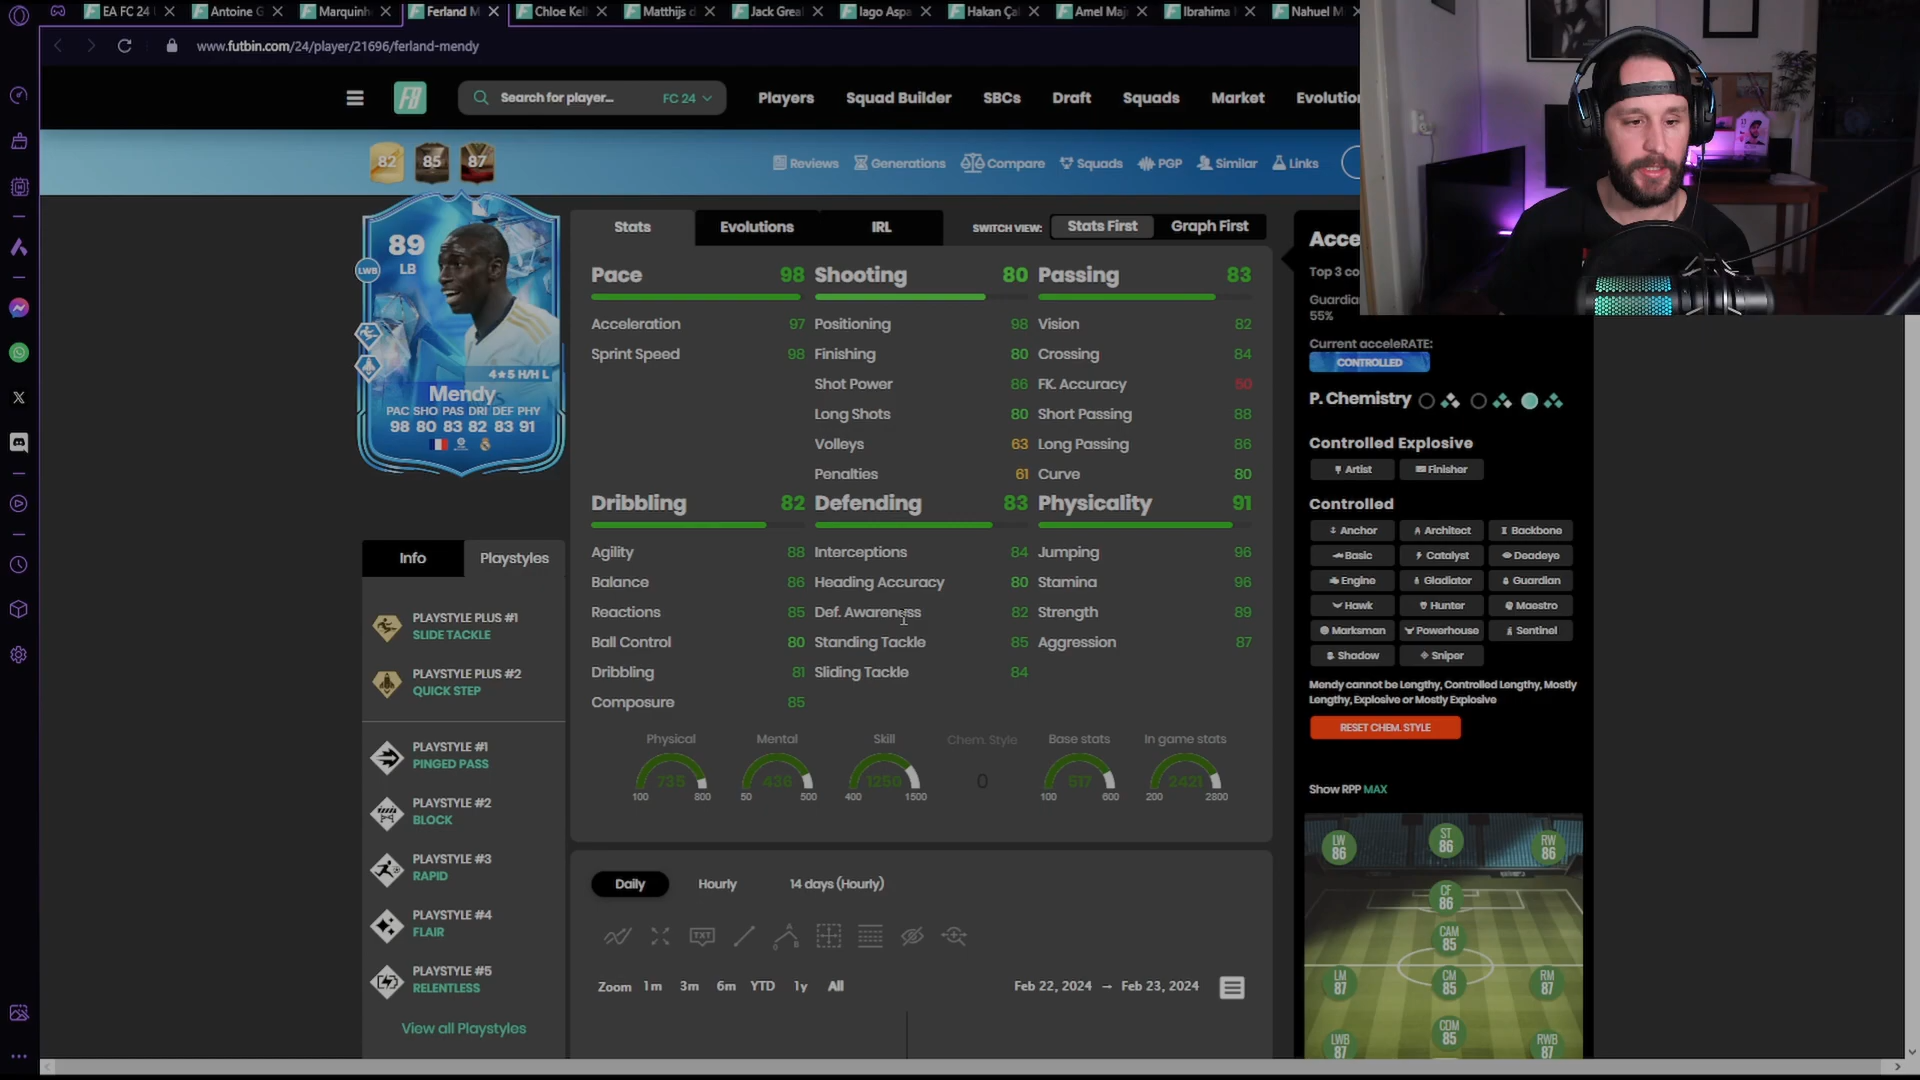 EA FC 24
Antoine G
Marquinh
Ferland M
Chloe Kel
Matthijs d
Jack Grea
Iago Aspa
Hakan Ça
Amel Maj
Ibrahima
Nahuel M
www.futbin.com/24/player/21696/ferland-mendy
FB Search for player... FC 24 Players Squad Builder SBCs Draft Squads Market Evolution
82 85 87 Reviews Generations Compare Squads PGP Similar Links
89
LB
LWB
4★5 H/H L
Mendy
PAC SHO PAS DRI DEF PHY
98 80 83 82 83 91
Stats Evolutions IRL SWITCH VIEW: Stats First Graph First
Pace 98 Shooting 80 Passing 83
Acceleration 97 Positioning 98 Vision 82
Sprint Speed 98 Finishing 80 Crossing 84
Shot Power 86 FK. Accuracy 50
Long Shots 80 Short Passing 88
Volleys 63 Long Passing 86
Penalties 61 Curve 80
Dribbling 82 Defending 83 Physicality 91
Agility 88 Interceptions 84 Jumping 96
Balance 86 Heading Accuracy 80 Stamina 96
Reactions 85 Def. Awareness 82 Strength 89
Ball Control 80 Standing Tackle 85 Aggression 87
Dribbling 81 Sliding Tackle 84
Composure 85
Physical Mental Skill Chem. Style Base stats In game stats
735 436 1250 0 517 2421
100 800 50 500 400 1500 100 600 200 2800
Info Playstyles
PLAYSTYLE PLUS #1
SLIDE TACKLE
PLAYSTYLE PLUS #2
QUICK STEP
PLAYSTYLE #1
PINGED PASS
PLAYSTYLE #2
BLOCK
PLAYSTYLE #3
RAPID
PLAYSTYLE #4
FLAIR
PLAYSTYLE #5
RELENTLESS
View all Playstyles
Daily Hourly 14 days (Hourly)
TXT
Zoom 1m 3m 6m YTD 1y All Feb 22, 2024 → Feb 23, 2024
Acce
Top 3 co
Guardia
55%
Current acceleRATE:
CONTROLLED
P. Chemistry
Controlled Explosive
Artist Finisher
Controlled
Anchor Architect Backbone
Basic Catalyst Deadeye
Engine Gladiator Guardian
Hawk Hunter Maestro
Marksman Powerhouse Sentinel
Shadow Sniper
Mendy cannot be Lengthy, Controlled Lengthy, Mostly
Lengthy, Explosive or Mostly Explosive
RESET CHEM. STYLE
Show RPP MAX
LW 86 ST 86 RW 86
CF 86
CAM 85
LM 87 CM 85 RM 87
LWB 87 CDM 85 RWB 87